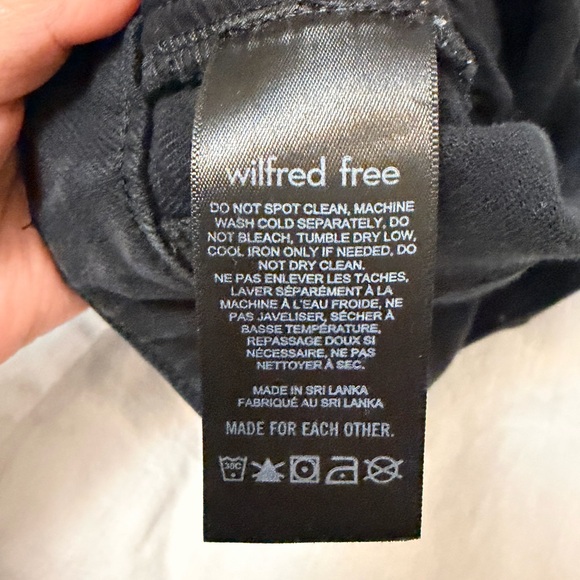 wilfred free
DO NOT SPOT CLEAN, MACHINE
WASH COLD SEPARATELY, DO
NOT BLEACH, TUMBLE DRY LOW,
COOL IRON ONLY IF NEEDED, DO
NOT DRY CLEAN.
NE PAS ENLEVER LES TACHES,
LAVER SÉPARÉMENT À LA
MACHINE À L'EAU FROIDE, NE
PAS JAVELISER, SÉCHER À
BASSE TEMPÉRATURE,
REPASSAGE DOUX SI
NÉCESSAIRE, NE PAS
NETTOYER À SEC.
MADE IN SRI LANKA
FABRIQUÉ AU SRI LANKA
MADE FOR EACH OTHER.
30C